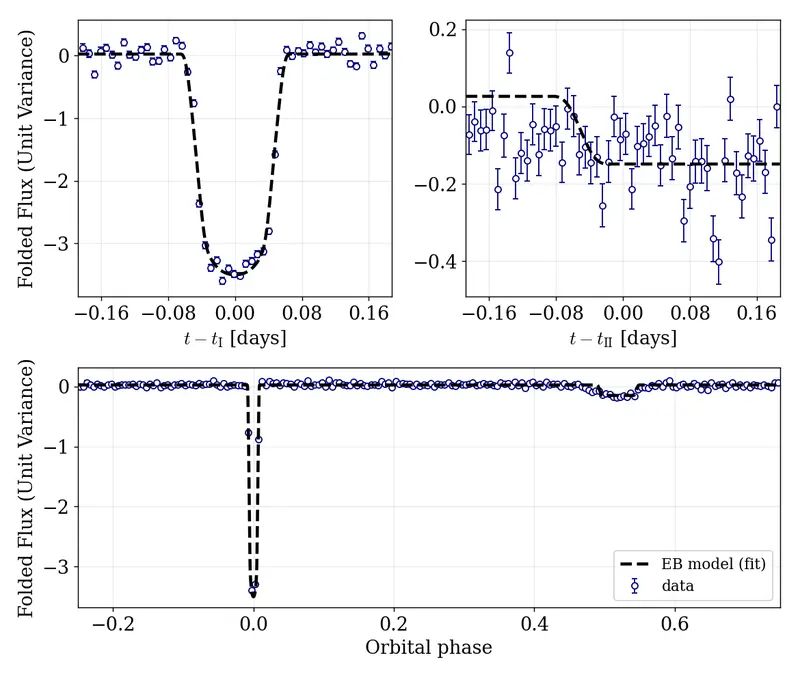 Folded Flux (Unit Variance)
0
−1
−2
−3
−0.16 −0.08 0.00 0.08 0.16
t − tI [days]
0.2
0.0
−0.2
−0.4
−0.16 −0.08 0.00 0.08 0.16
t − tII [days]
Folded Flux (Unit Variance)
0
−1
−2
−3
−0.2 0.0 0.2 0.4 0.6
Orbital phase
EB model (fit)
data